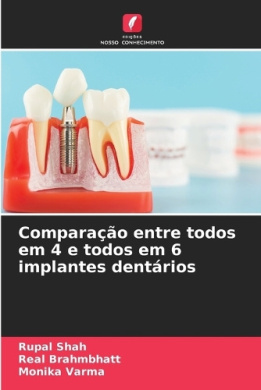 edições
NOSSO CONHECIMENTO
Comparação entre todos
em 4 e todos em 6
implantes dentários
Rupal Shah
Real Brahmbhatt
Monika Varma